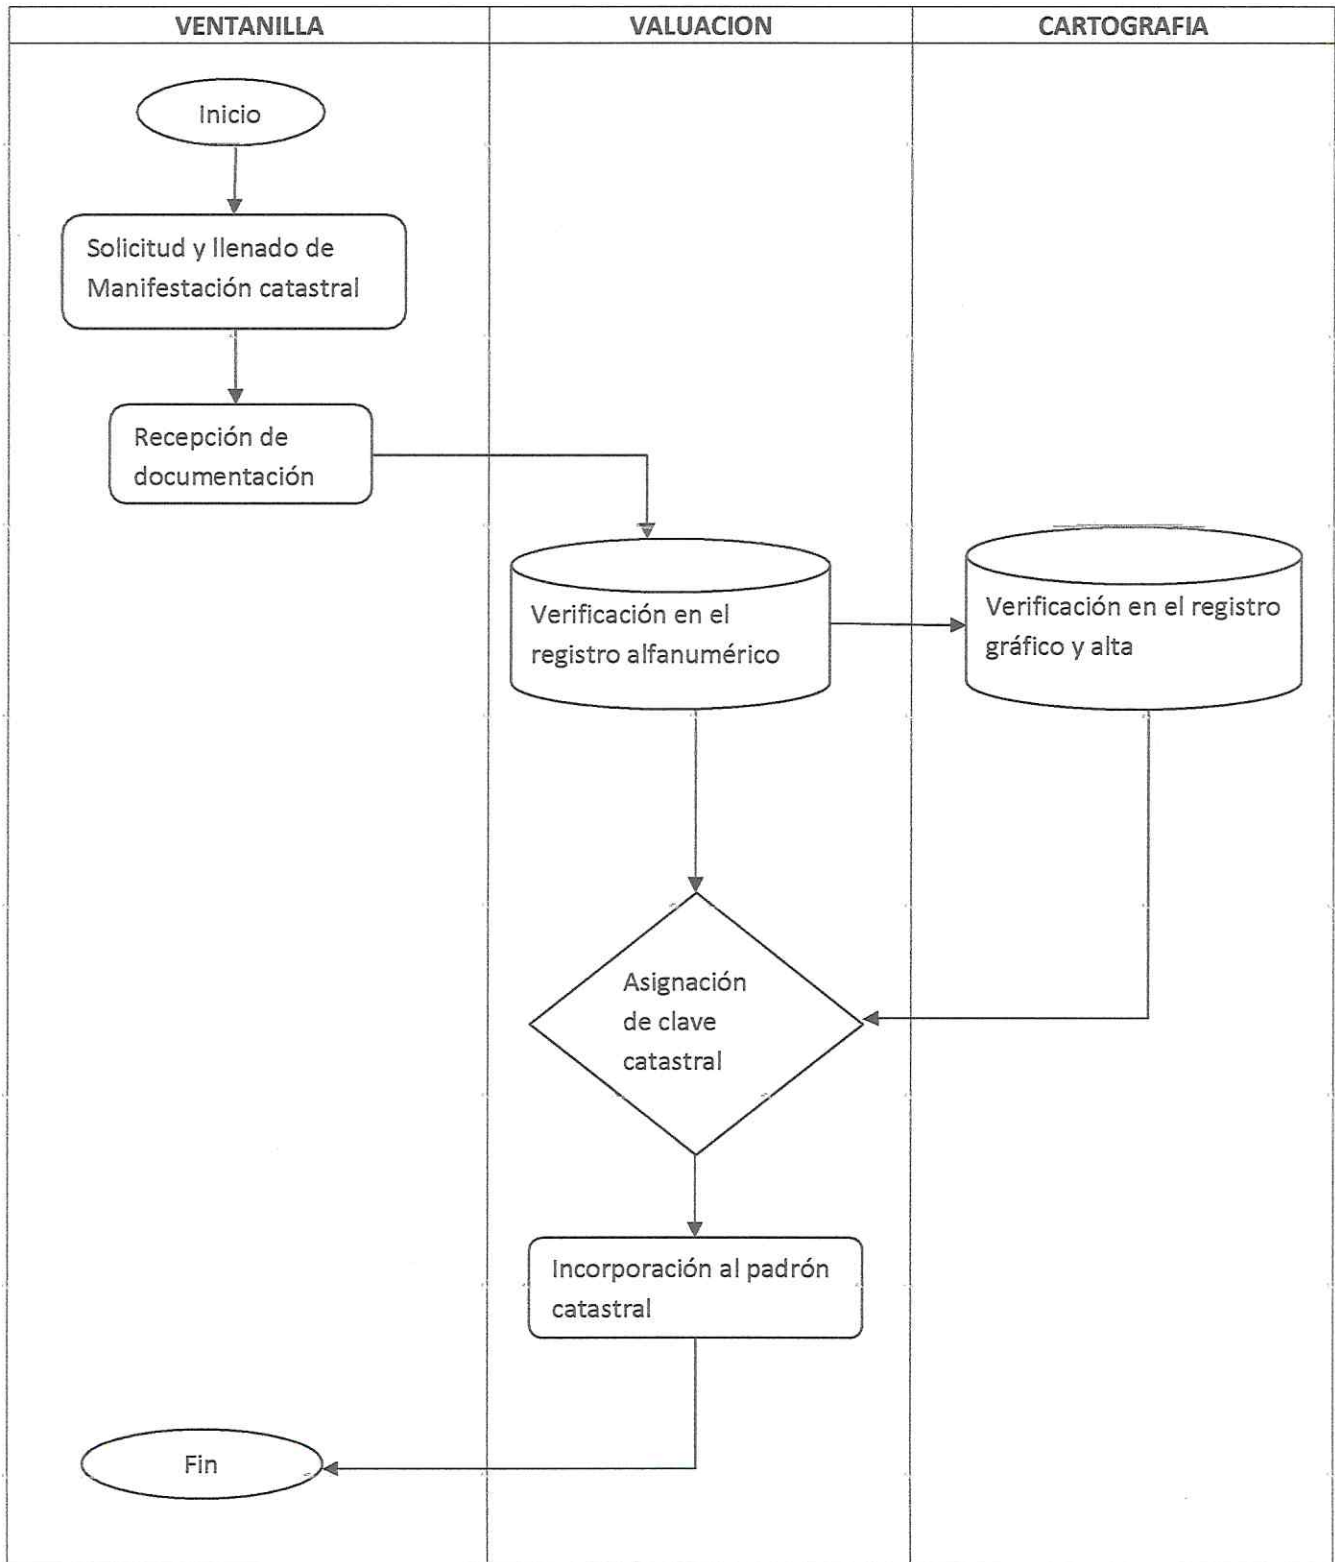 VENTANILLA
VALUACION
CARTOGRAFIA
Inicio
Solicitud y llenado de
Manifestación catastral
Recepción de
documentación
Verificación en el
registro alfanumérico
Verificación en el registro
gráfico y alta
Asignación
de clave
catastral
Incorporación al padrón
catastral
Fin